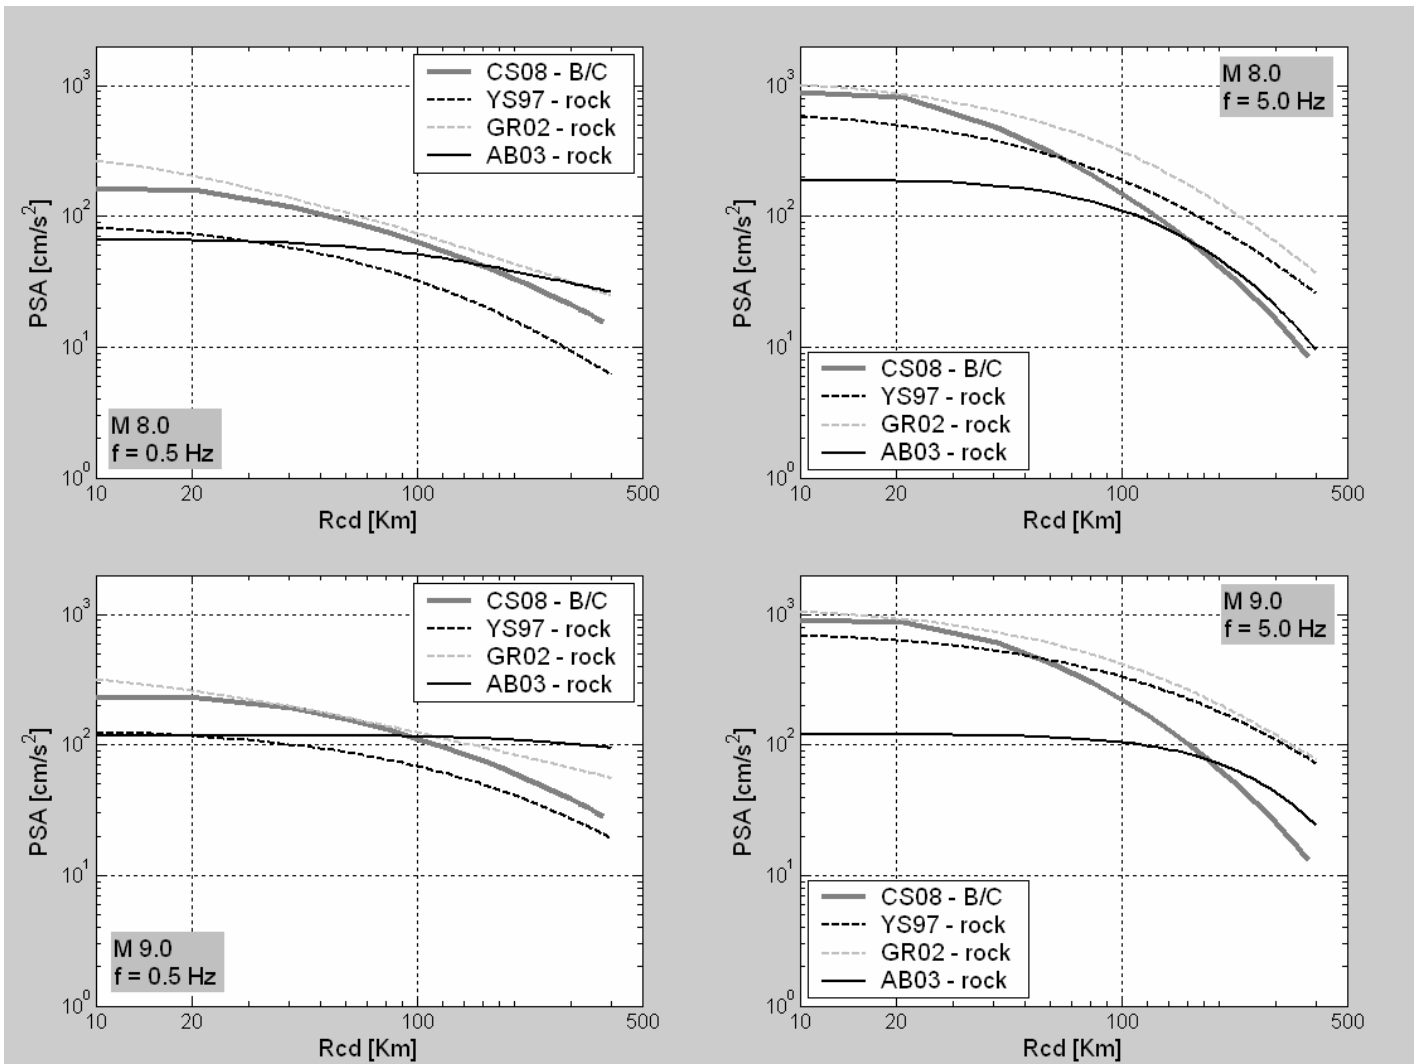 10^3
10^2
10^1
10^0
PSA [cm/s^2]
CS08 - B/C
YS97 - rock
GR02 - rock
AB03 - rock
M 8.0
f = 0.5 Hz
10 20 100 500
Rcd [Km]
10^3
10^2
10^1
10^0
PSA [cm/s^2]
M 8.0
f = 5.0 Hz
CS08 - B/C
YS97 - rock
GR02 - rock
AB03 - rock
10 20 100 500
Rcd [Km]
10^3
10^2
10^1
10^0
PSA [cm/s^2]
CS08 - B/C
YS97 - rock
GR02 - rock
AB03 - rock
M 9.0
f = 0.5 Hz
10 20 100 500
Rcd [Km]
10^3
10^2
10^1
10^0
PSA [cm/s^2]
M 9.0
f = 5.0 Hz
CS08 - B/C
YS97 - rock
GR02 - rock
AB03 - rock
10 20 100 500
Rcd [Km]